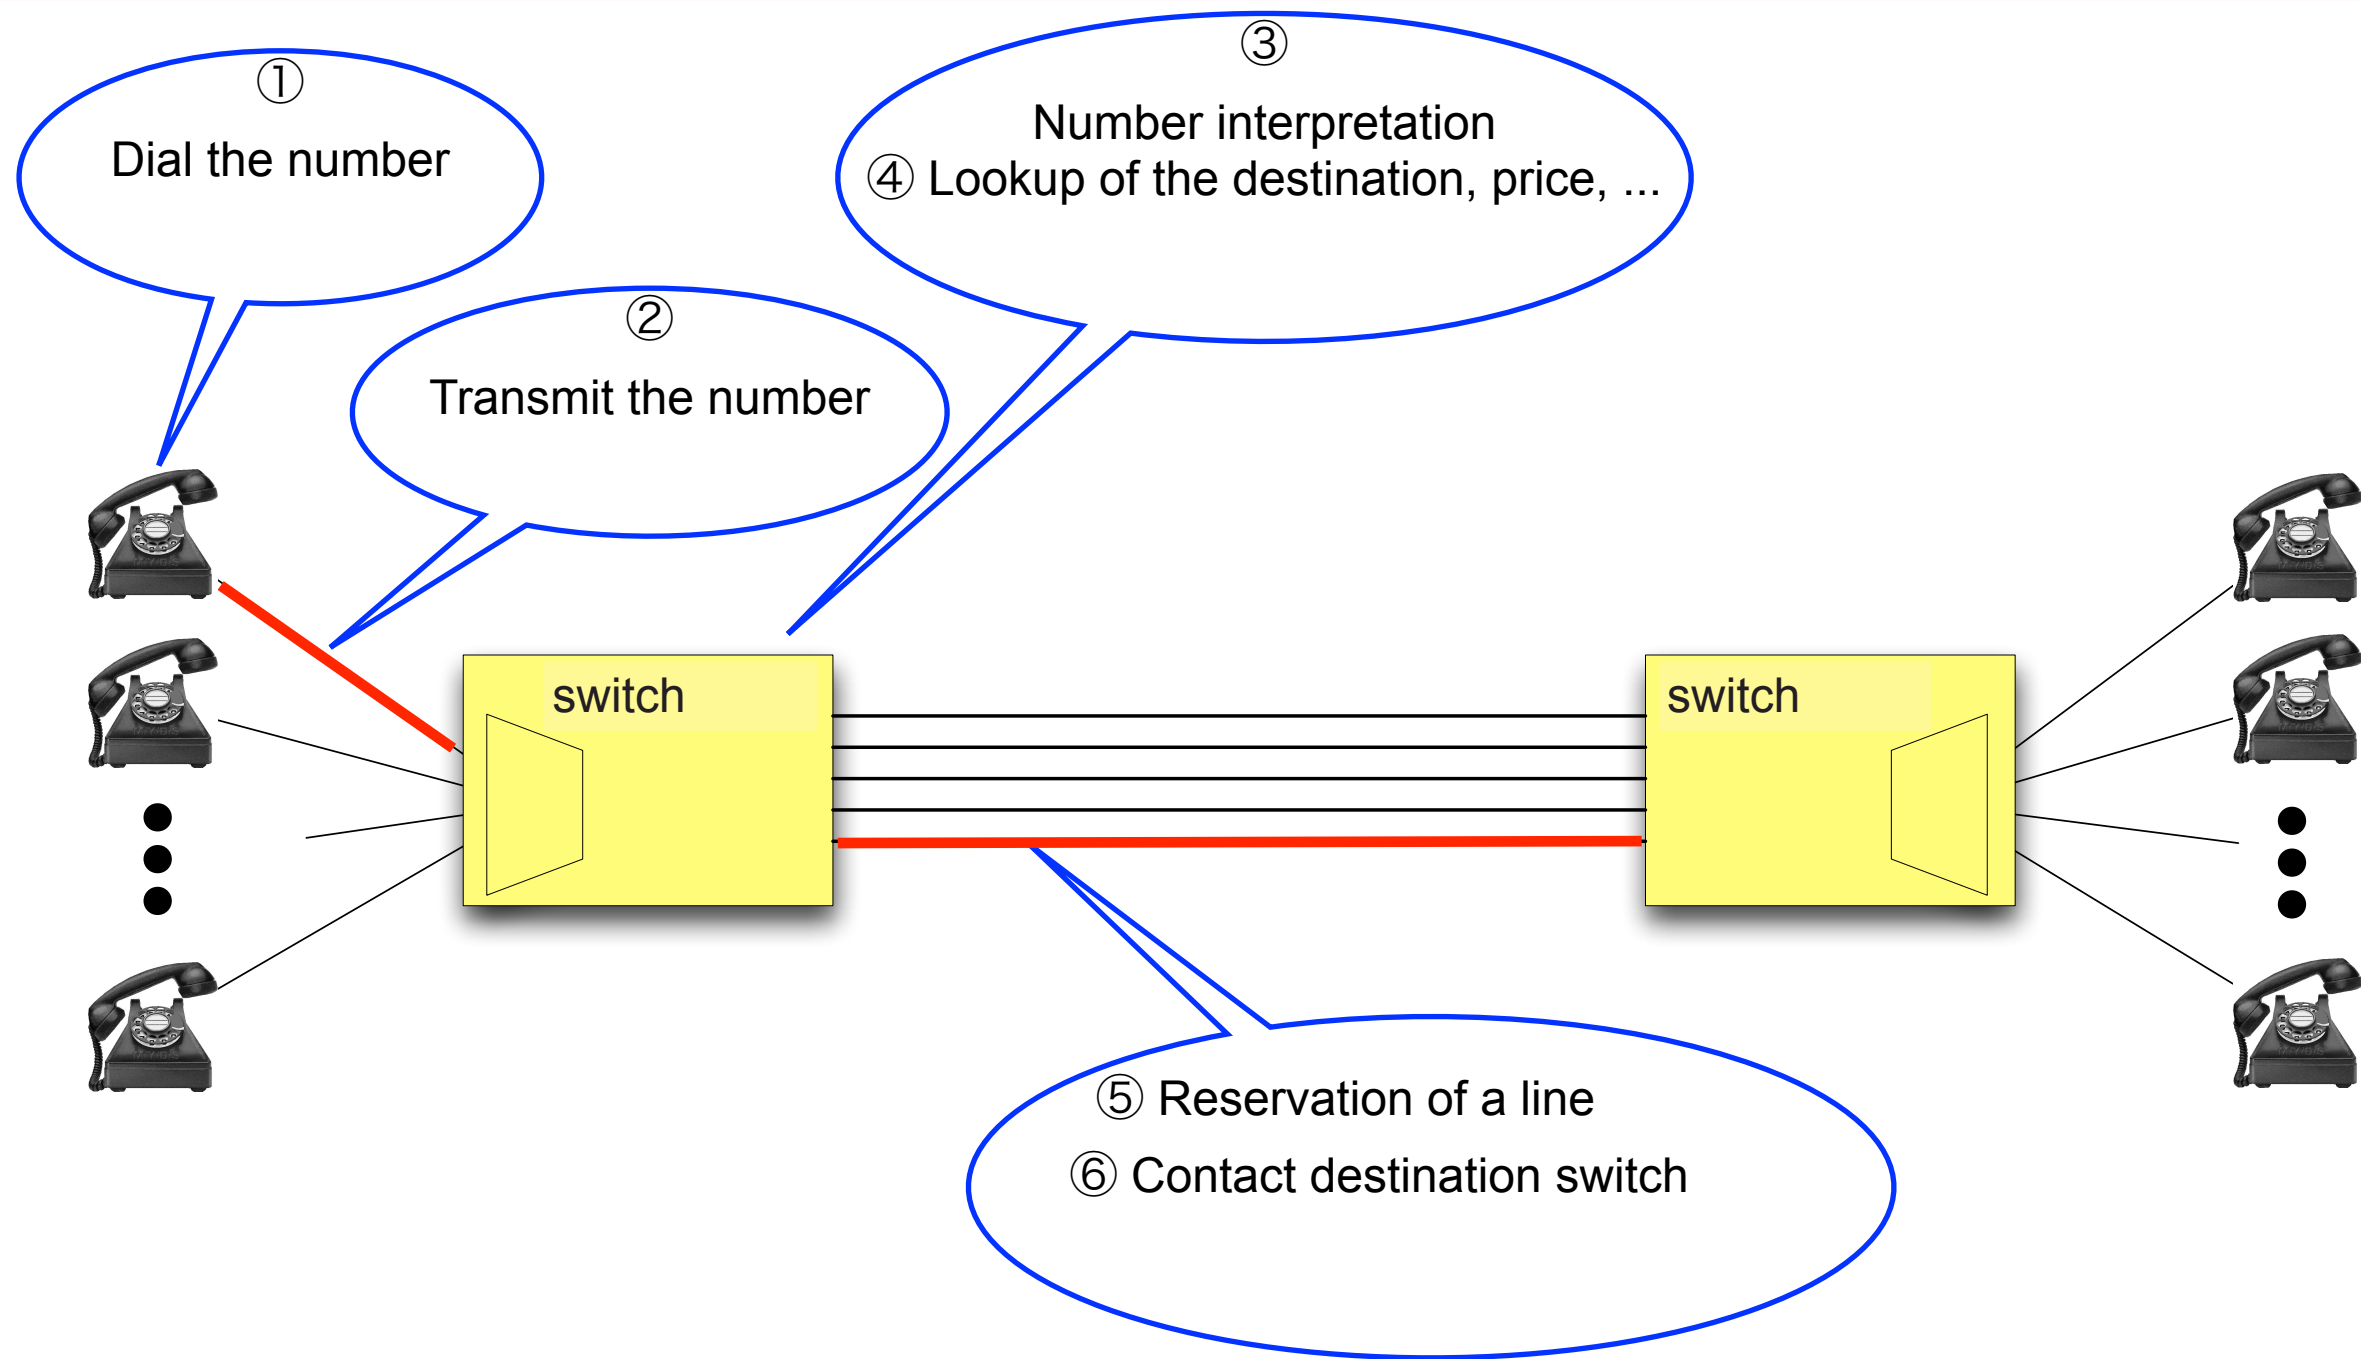 ①
Dial the number
②
Transmit the number
③
Number interpretation
④ Lookup of the destination, price, ...
switch
switch
⑤ Reservation of a line
⑥ Contact destination switch